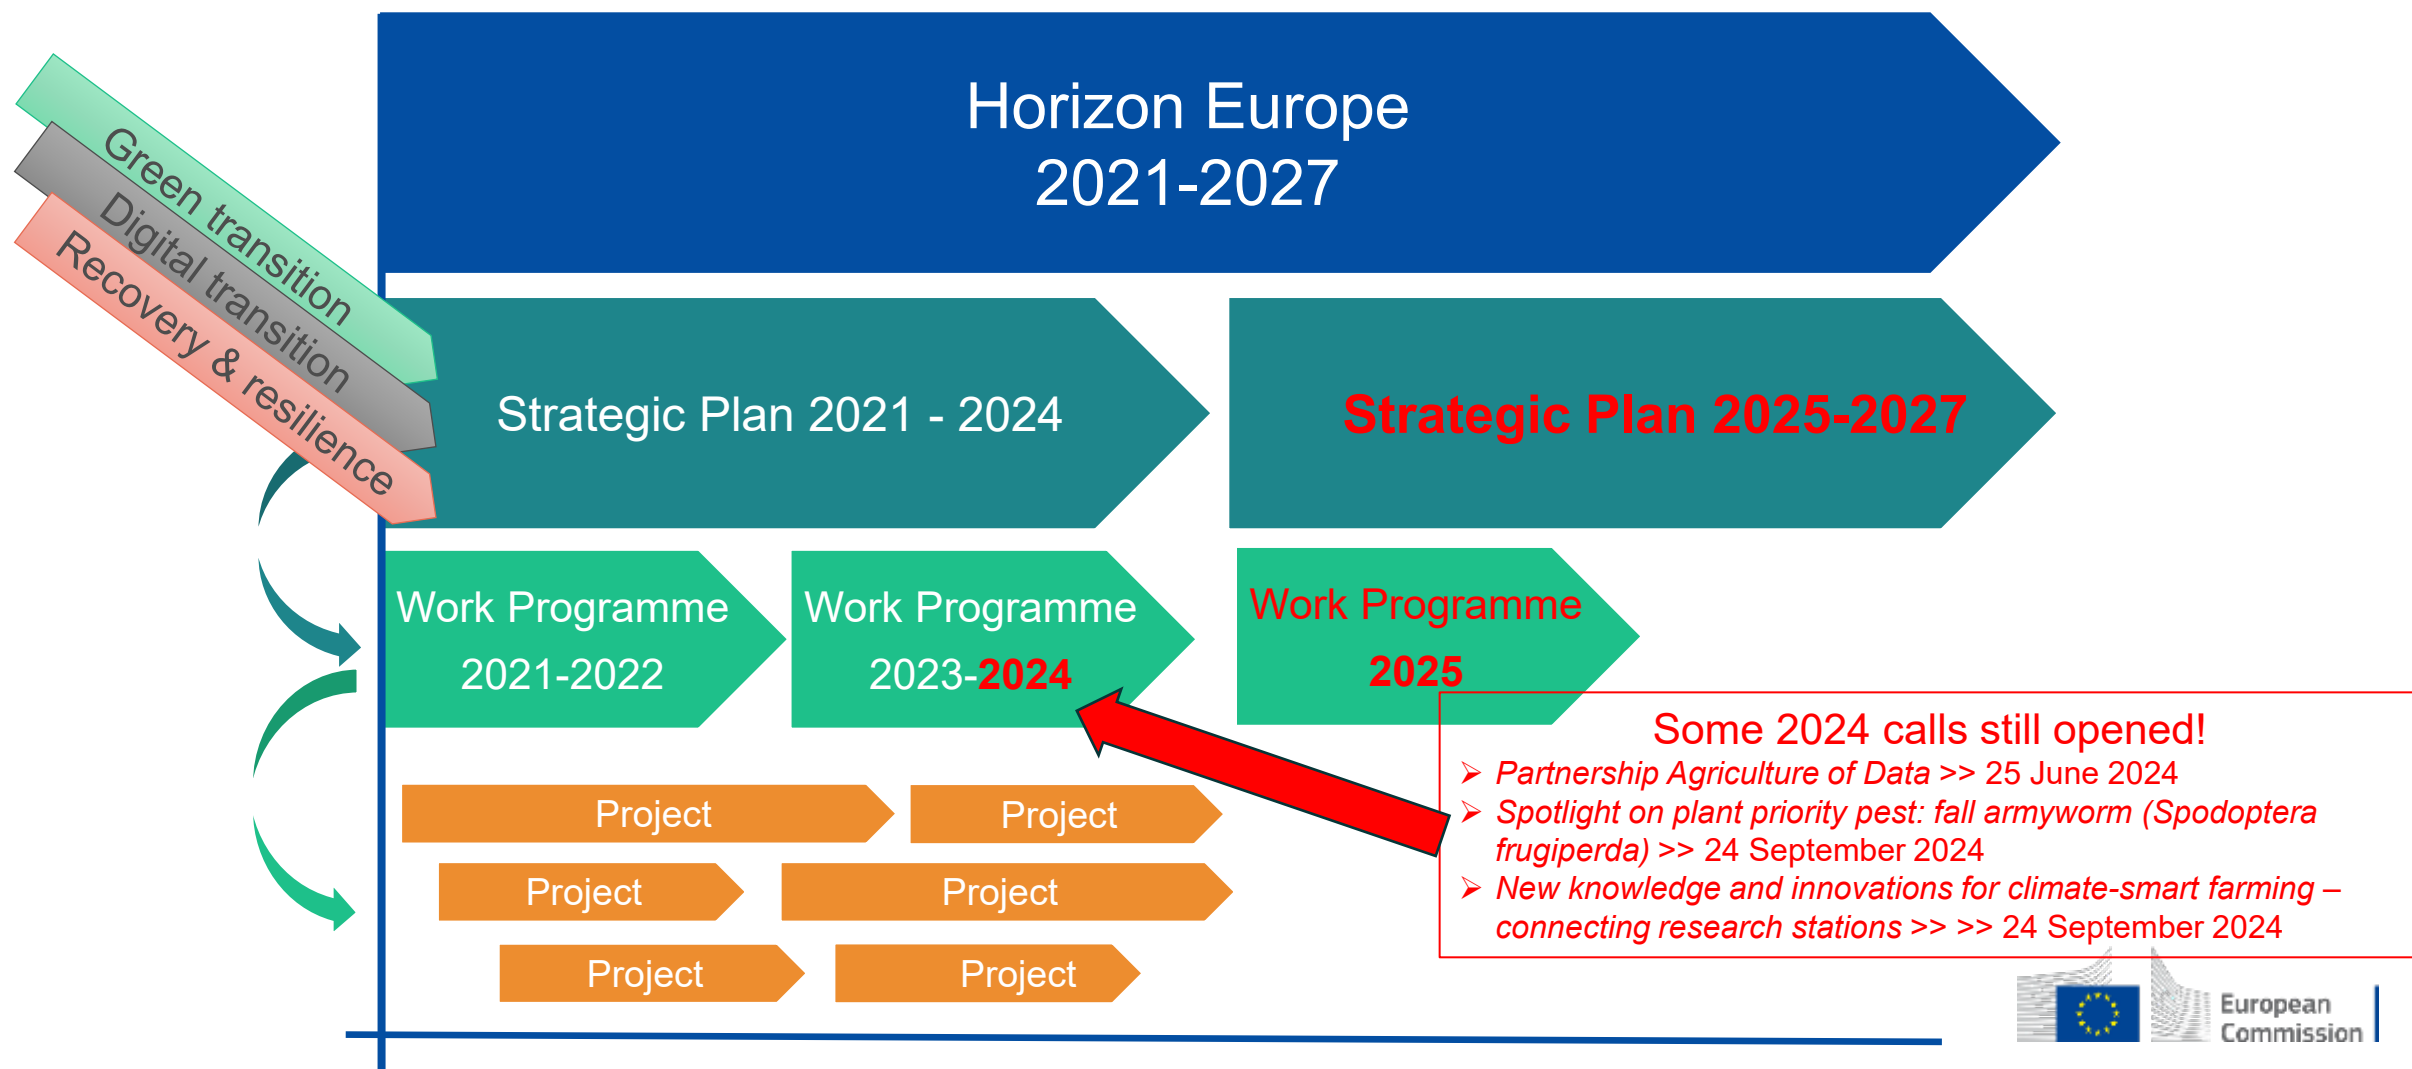 Horizon Europe
2021-2027
Green transition
Digital transition
Recovery & resilience
Strategic Plan 2021 - 2024
Strategic Plan 2025-2027
Work Programme
2021-2022
Work Programme
2023-2024
Work Programme
2025
Some 2024 calls still opened!
➢ Partnership Agriculture of Data >> 25 June 2024
➢ Spotlight on plant priority pest: fall armyworm (Spodoptera
frugiperda) >> 24 September 2024
➢ New knowledge and innovations for climate-smart farming –
connecting research stations >> >> 24 September 2024
Project
Project
Project
Project
Project
Project
European
Commission